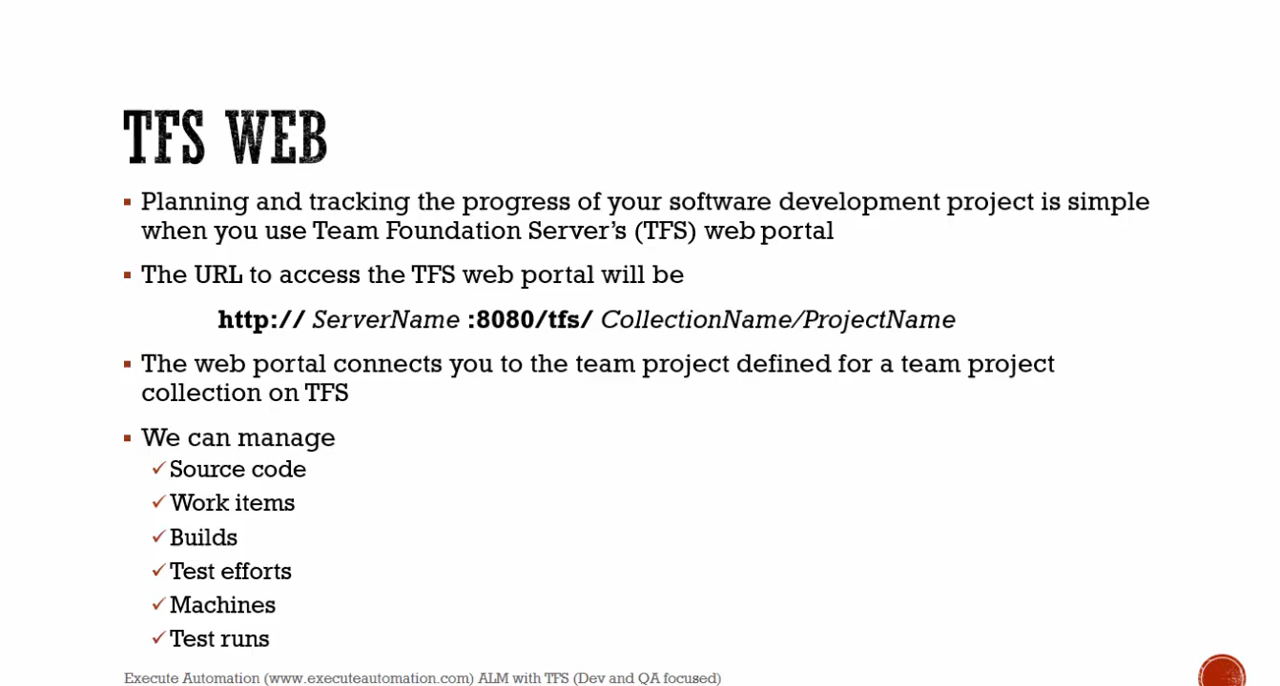 TFS WEB
Planning and tracking the progress of your software development project is simple
when you use Team Foundation Server's (TFS) web portal
The URL to access the TFS web portal will be
http:// ServerName :8080/tfs/ CollectionName/ProjectName
The web portal connects you to the team project defined for a team project
collection on TFS
We can manage
Source code
Work items
Builds
Test efforts
Machines
Test runs
Execute Automation (www.executeautomation.com) ALM with TFS (Dev and QA focused)